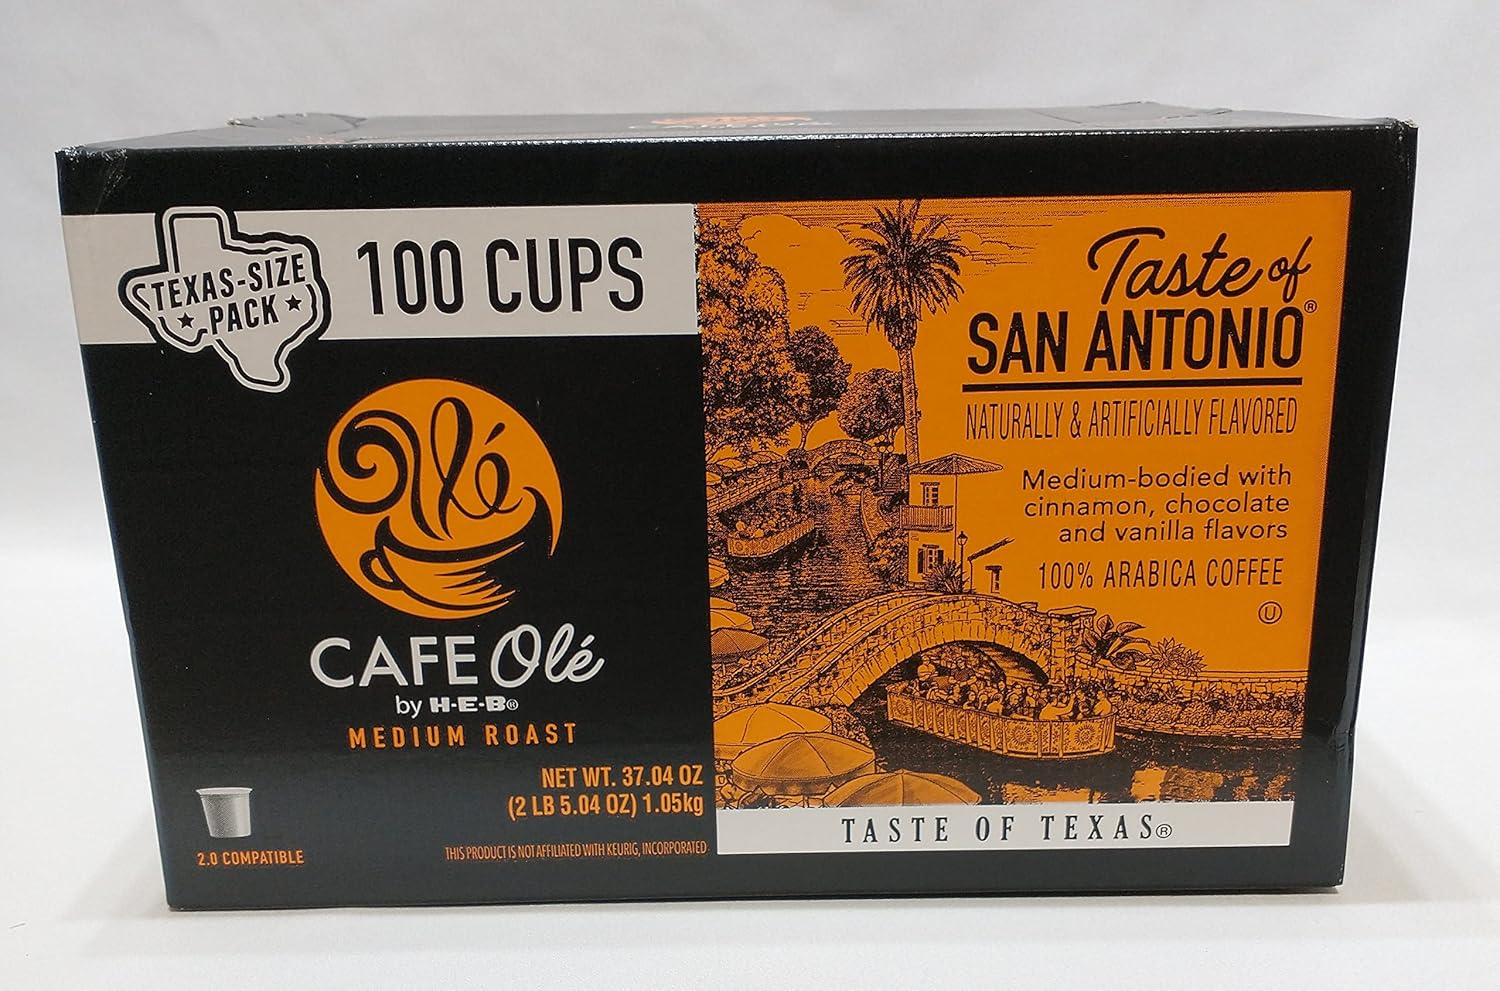 TEXAS-SIZE
PACK
100 CUPS
Olé
CAFE Olé
by H-E-B®
MEDIUM ROAST
NET WT. 37.04 OZ
(2 LB 5.04 OZ) 1.05kg
2.0 COMPATIBLE
THIS PRODUCT IS NOT AFFILIATED WITH KEURIG, INCORPORATED
Taste of
SAN ANTONIO®
NATURALLY & ARTIFICIALLY FLAVORED
Medium-bodied with
cinnamon, chocolate
and vanilla flavors
100% ARABICA COFFEE
U
TASTE OF TEXAS®